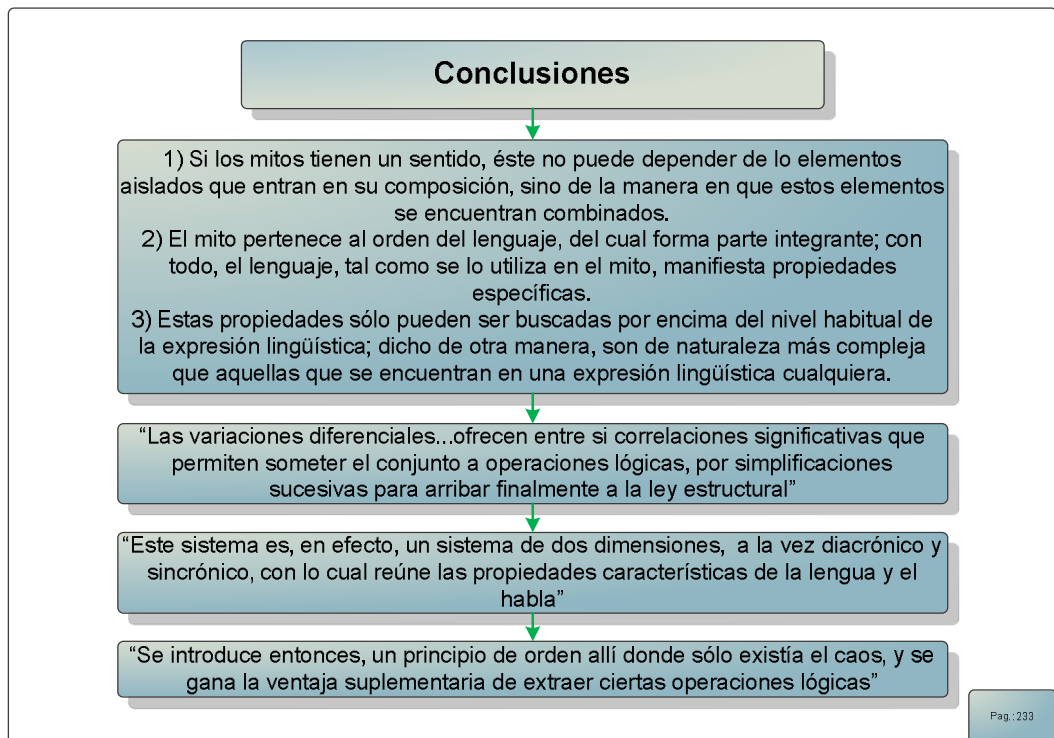 Conclusiones
1) Si los mitos tienen un sentido, éste no puede depender de lo elementos
aislados que entran en su composición, sino de la manera en que estos elementos
se encuentran combinados.
2) El mito pertenece al orden del lenguaje, del cual forma parte integrante; con
todo, el lenguaje, tal como se lo utiliza en el mito, manifiesta propiedades
específicas.
3) Estas propiedades sólo pueden ser buscadas por encima del nivel habitual de
la expresión lingüística; dicho de otra manera, son de naturaleza más compleja
que aquellas que se encuentran en una expresión lingüística cualquiera.
“Las variaciones diferenciales...ofrecen entre si correlaciones significativas que
permiten someter el conjunto a operaciones lógicas, por simplificaciones
sucesivas para arribar finalmente a la ley estructural”
“Este sistema es, en efecto, un sistema de dos dimensiones, a la vez diacrónico y
sincrónico, con lo cual reúne las propiedades características de la lengua y el
habla”
“Se introduce entonces, un principio de orden allí donde sólo existía el caos, y se
gana la ventaja suplementaria de extraer ciertas operaciones lógicas”
Pag.:233